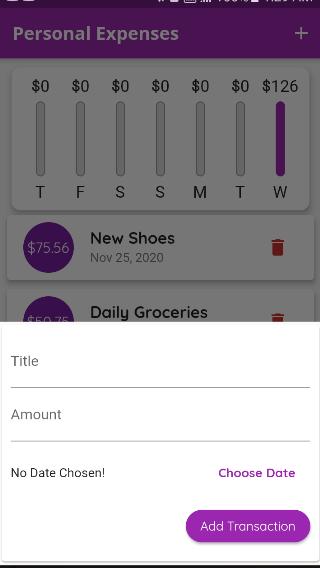 Personal Expenses +
$0 $0 $0 $0 $0 $0 $126
T F S S M T W
$75.56
New Shoes
Nov 25, 2020
Daily Groceries
Title
Amount
No Date Chosen! Choose Date
Add Transaction